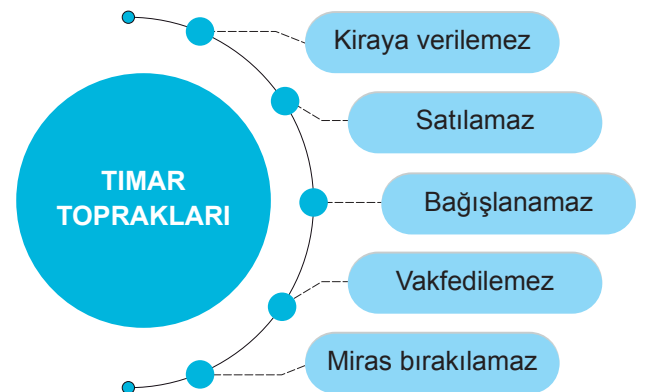 TIMAR
TOPRAKLARI
Kiraya verilemez
Satılamaz
Bağışlanamaz
Vakfedilemez
Miras bırakılamaz